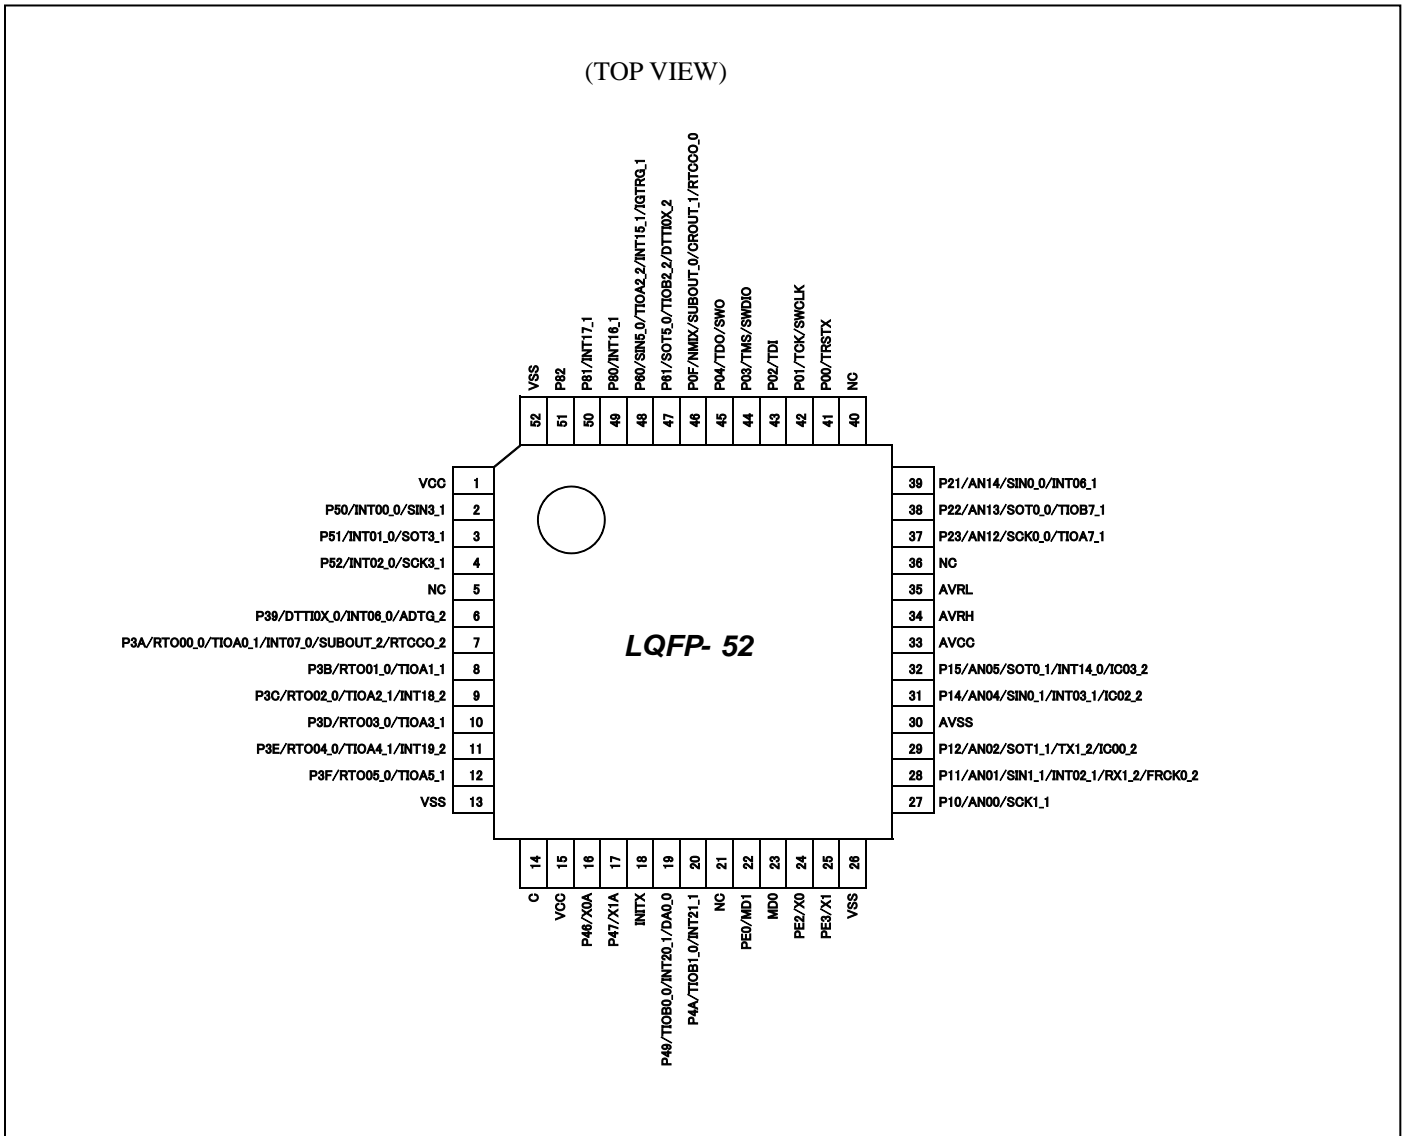 (TOP VIEW)
VSS
P82
P81/INT17_1
P80/INT16_1
P60/SIN5_0/TIOA2_2/INT15_1/IGTRG_1
P61/SOT5_0/TIOB2_2/DTTI0X_2
P0F/NMIX/SUBOUT_0/CROUT_1/RTCCO_0
P04/TDO/SWO
P03/TMS/SWDIO
P02/TDI
P01/TCK/SWCLK
P00/TRSTX
NC
52
51
50
49
48
47
46
45
44
43
42
41
40
VCC 1
P50/INT00_0/SIN3_1 2
P51/INT01_0/SOT3_1 3
P52/INT02_0/SCK3_1 4
NC 5
P39/DTTI0X_0/INT06_0/ADTG_2 6
P3A/RTO00_0/TIOA0_1/INT07_0/SUBOUT_2/RTCCO_2 7
P3B/RTO01_0/TIOA1_1 8
P3C/RTO02_0/TIOA2_1/INT18_2 9
P3D/RTO03_0/TIOA3_1 10
P3E/RTO04_0/TIOA4_1/INT19_2 11
P3F/RTO05_0/TIOA5_1 12
VSS 13
LQFP- 52
39 P21/AN14/SIN0_0/INT06_1
38 P22/AN13/SOT0_0/TIOB7_1
37 P23/AN12/SCK0_0/TIOA7_1
36 NC
35 AVRL
34 AVRH
33 AVCC
32 P15/AN05/SOT0_1/INT14_0/IC03_2
31 P14/AN04/SIN0_1/INT03_1/IC02_2
30 AVSS
29 P12/AN02/SOT1_1/TX1_2/IC00_2
28 P11/AN01/SIN1_1/INT02_1/RX1_2/FRCK0_2
27 P10/AN00/SCK1_1
14
15
16
17
18
19
20
21
22
23
24
25
26
C
VCC
P46/X0A
P47/X1A
INITX
P49/TIOB0_0/INT20_1/DA0_0
P4A/TIOB1_0/INT21_1
NC
PE0/MD1
MD0
PE2/X0
PE3/X1
VSS